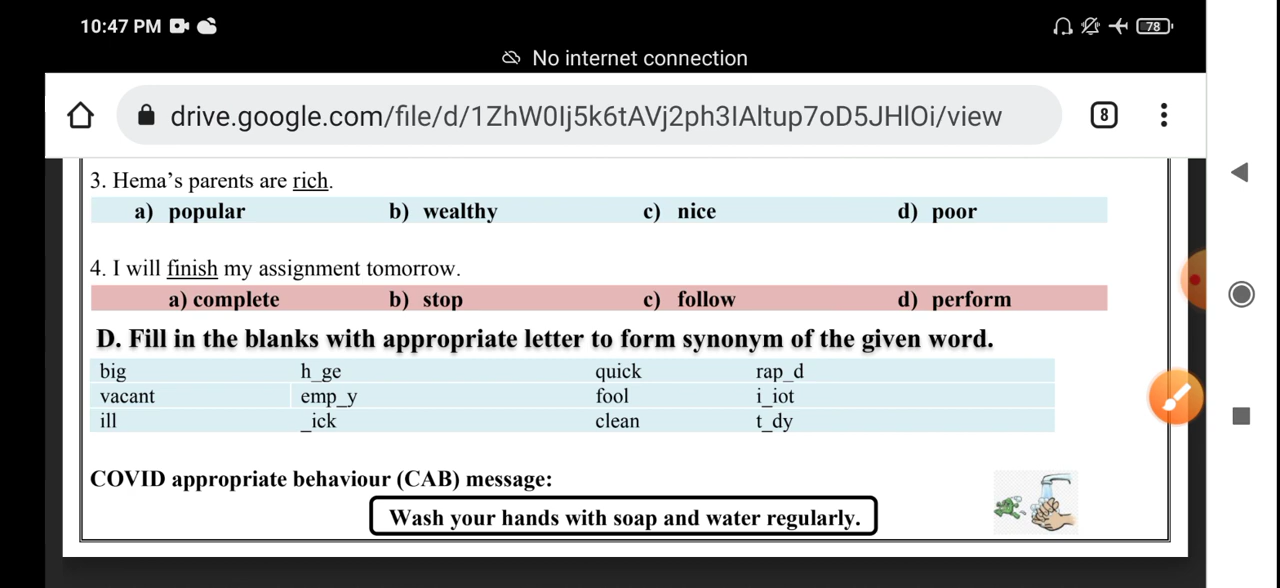 10:47 PM 78
No internet connection
drive.google.com/file/d/1ZhW0Ij5k6tAVj2ph3IAltup7oD5JHlOi/view 8
3. Hema’s parents are rich.
a) popular b) wealthy c) nice d) poor
4. I will finish my assignment tomorrow.
a) complete b) stop c) follow d) perform
D. Fill in the blanks with appropriate letter to form synonym of the given word.
big h_ge quick rap_d
vacant emp_y fool i_iot
ill _ick clean t_dy
COVID appropriate behaviour (CAB) message:
Wash your hands with soap and water regularly.